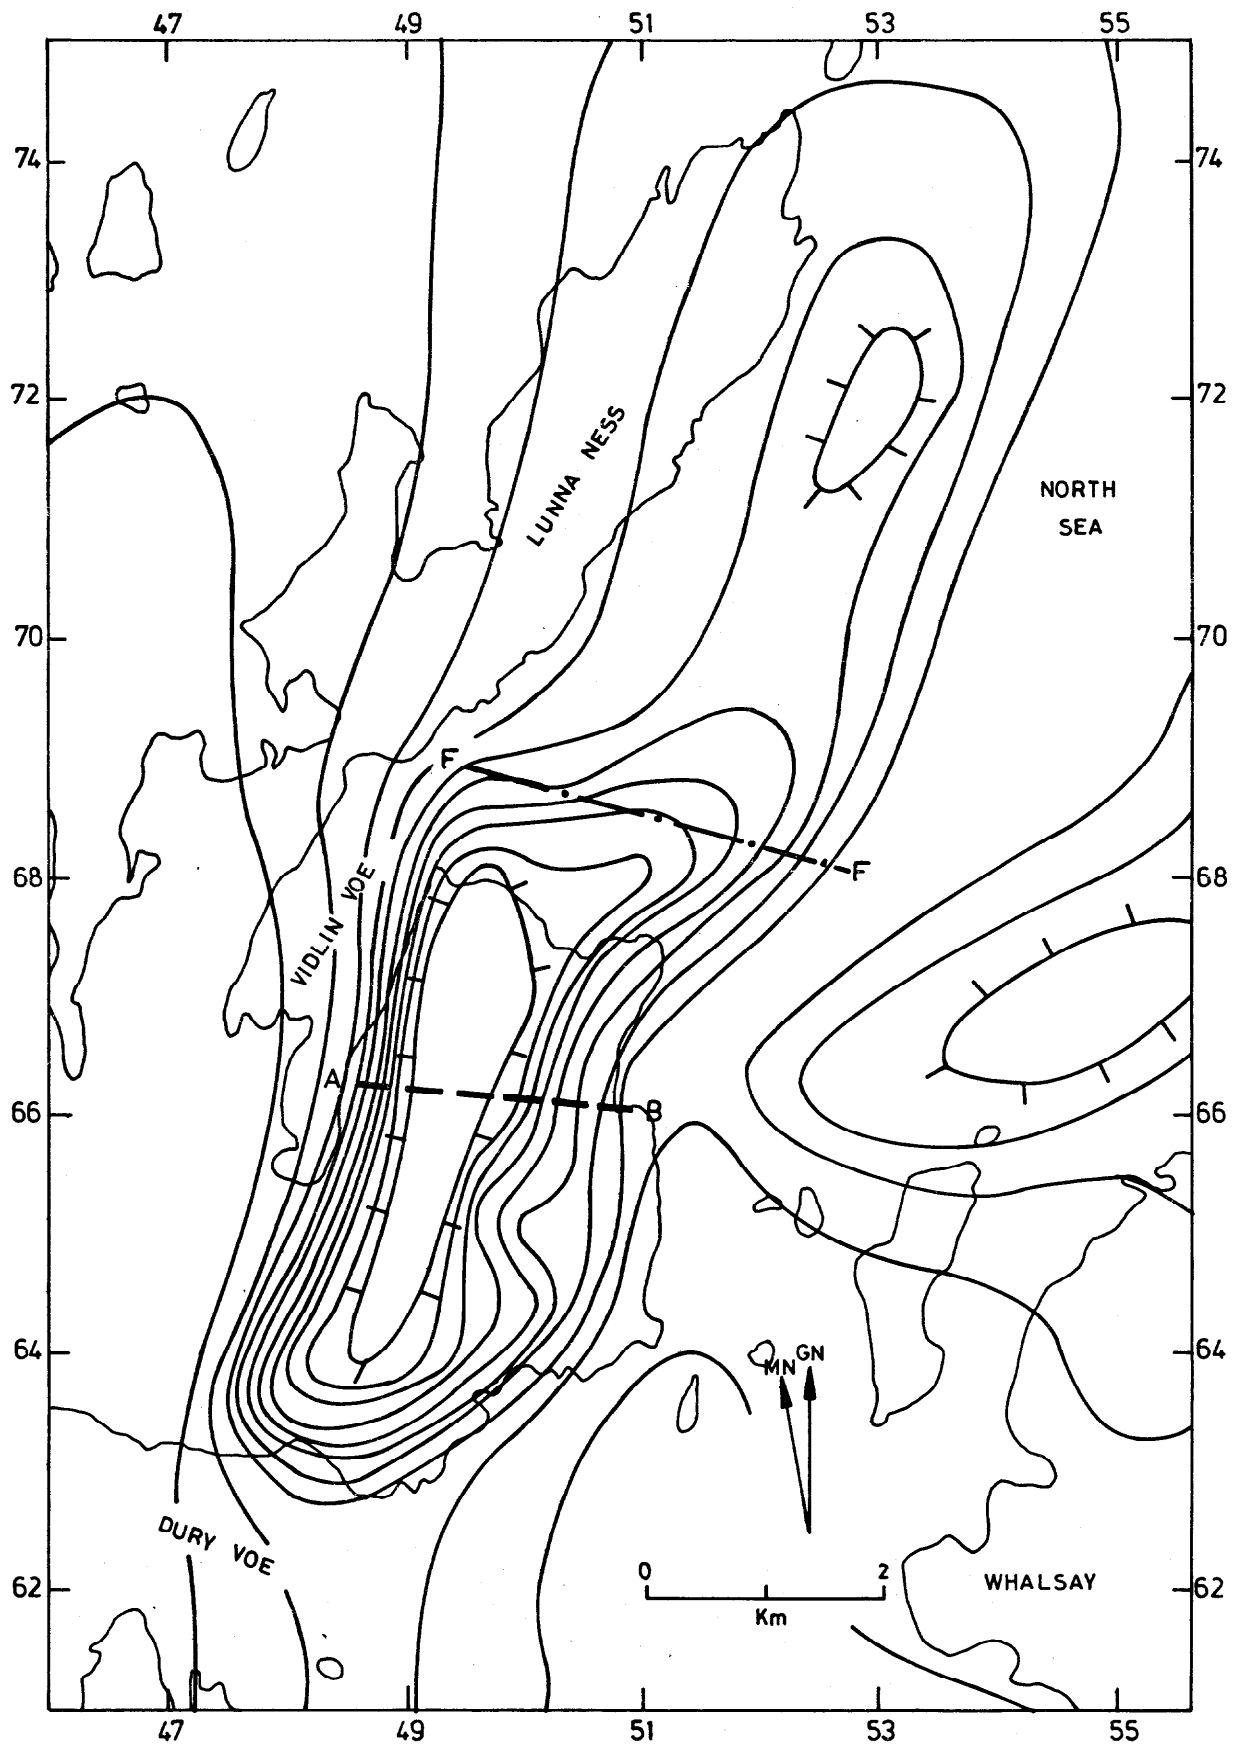 47 49 51 53 55
74 74
72 72
LUNNA NESS
NORTH
SEA
70 70
F
F
68 68
VIDLIN VOE
A
B
66 66
64 64
MN GN
DURY VOE
0 2
Km
62 62
WHALSAY
47 49 51 53 55